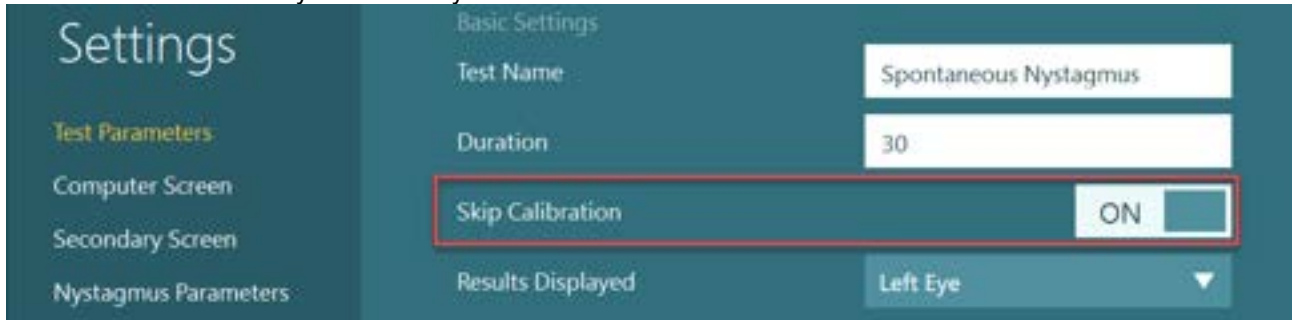 Settings
Test Parameters
Computer Screen
Secondary Screen
Nystagmus Parameters
Basic Settings
Test Name
Spontaneous Nystagmus
Duration
30
Skip Calibration
ON
Results Displayed
Left Eye